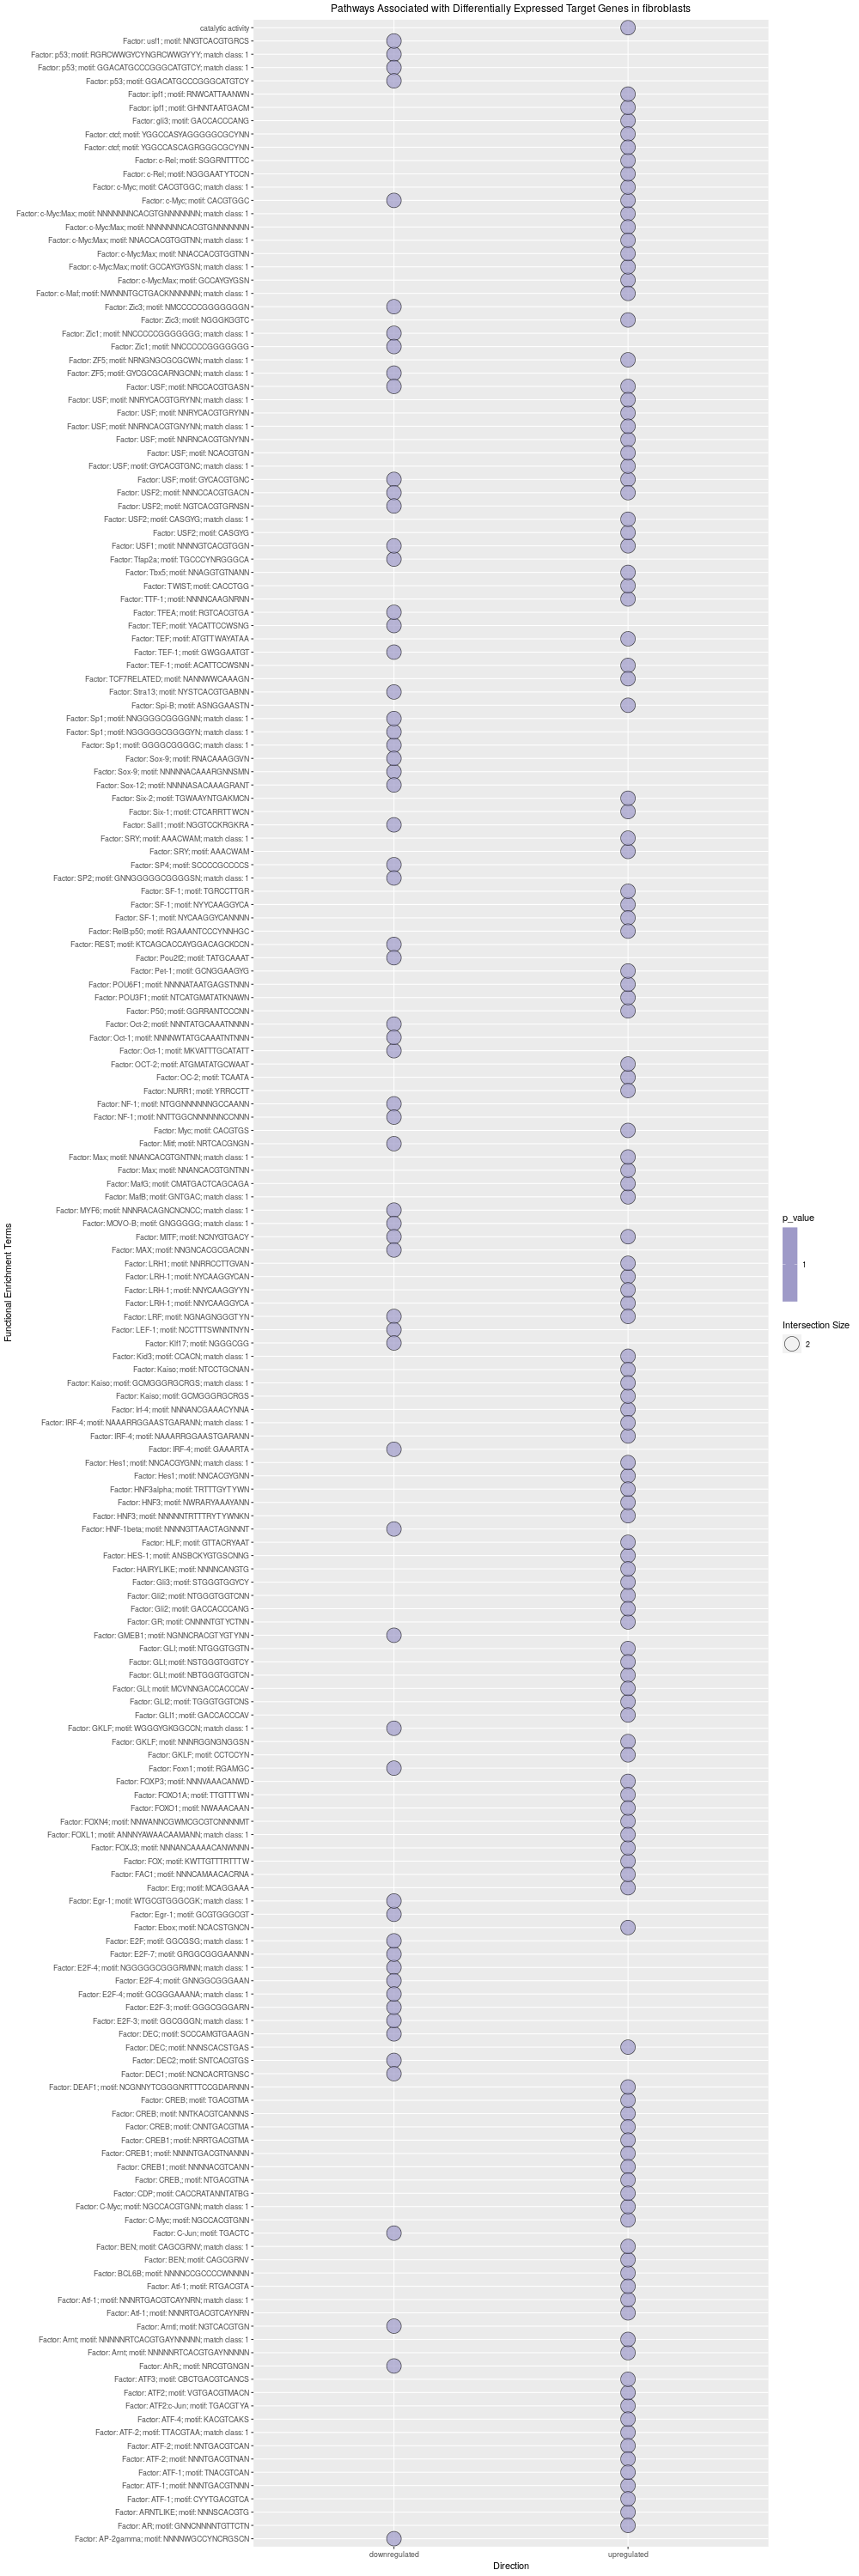 Pathways Associated with Differentially Expressed Target Genes in fibroblasts
catalytic activity
Factor: usf1; motif: NNGTCACGTGRCS
Factor: p53; motif: RGRCWWGYCYNGRCWWGYYY; match class: 1
Factor: p53; motif: GGACATGCCCGGGCATGTCY; match class: 1
Factor: p53; motif: GGACATGCCCGGGCATGTCY
Factor: ipf1; motif: RNWCATTAANWN
Factor: ipf1; motif: GHNNTAATGACM
Factor: gli3; motif: GACCACCCANG
Factor: ctcf; motif: YGGCCASYAGGGGGCGCYNN
Factor: ctcf; motif: YGGCCASCAGRGGGCGCYNN
Factor: c-Rel; motif: SGGRNTTTCC
Factor: c-Rel; motif: NGGGAATYTCCN
Factor: c-Myc; motif: CACGTGGC; match class: 1
Factor: c-Myc; motif: CACGTGGC
Factor: c-Myc:Max; motif: NNNNNNNCACGTGNNNNNNN; match class: 1
Factor: c-Myc:Max; motif: NNNNNNNCACGTGNNNNNNN
Factor: c-Myc:Max; motif: NNACCACGTGGTNN; match class: 1
Factor: c-Myc:Max; motif: NNACCACGTGGTNN
Factor: c-Myc:Max; motif: GCCAYGYGSN; match class: 1
Factor: c-Myc:Max; motif: GCCAYGYGSN
Factor: c-Maf; motif: NWNNNTGCTGACKNNNNNN; match class: 1
Factor: Zic3; motif: NMCCCCCGGGGGGGN
Factor: Zic3; motif: NGGGKGGTC
Factor: Zic1; motif: NNCCCCCGGGGGGG; match class: 1
Factor: Zic1; motif: NNCCCCCGGGGGGG
Factor: ZF5; motif: NRNGNGCGCGCWN; match class: 1
Factor: ZF5; motif: GYCGCGCARNGCNN; match class: 1
Factor: USF; motif: NRCCACGTGASN
Factor: USF; motif: NNRYCACGTGRYNN; match class: 1
Factor: USF; motif: NNRYCACGTGRYNN
Factor: USF; motif: NNRNCACGTGNYNN; match class: 1
Factor: USF; motif: NNRNCACGTGNYNN
Factor: USF; motif: NCACGTGN
Factor: USF; motif: GYCACGTGNC; match class: 1
Factor: USF; motif: GYCACGTGNC
Factor: USF2; motif: NNNCCACGTGACN
Factor: USF2; motif: NGTCACGTGRNSN
Factor: USF2; motif: CASGYG; match class: 1
Factor: USF2; motif: CASGYG
Factor: USF1; motif: NNNGTCACGTGGN
Factor: Tfap2a; motif: TGCCCYNRGGGCA
Factor: Tbx5; motif: NNAGGTGTNANN
Factor: TWIST; motif: CACCTGG
Factor: TTF-1; motif: NNNNCAAGNRNN
Factor: TFEA; motif: RGTCACGTGA
Factor: TEF; motif: YACATTCCWSNG
Factor: TEF; motif: ATGTTWAYATAA
Factor: TEF-1; motif: GWGGAATGT
Factor: TEF-1; motif: ACATTCCWSNN
Factor: TCF7RELATED; motif: NANNWWCAAAGN
Factor: Stra13; motif: NYSTCACGTGABNN
Factor: Spi-B; motif: ASNGGAASTN
Factor: Sp1; motif: NNGGGGCGGGGNN; match class: 1
Factor: Sp1; motif: NGGGGGCGGGGYN; match class: 1
Factor: Sp1; motif: GGGGCGGGGC; match class: 1
Factor: Sox-9; motif: RNACAAAGGVN
Factor: Sox-9; motif: NNNNNACAAARGNNSMN
Factor: Sox-12; motif: NNNNASACAAAGRANT
Factor: Six-2; motif: TGWAAYNTGAKMCN
Factor: Six-1; motif: CTCARRTTWCN
Factor: Sall1; motif: NGGTCCKRGKRA
Factor: SRY; motif: AAACWAM; match class: 1
Factor: SRY; motif: AAACWAM
Factor: SP4; motif: SCCCCGCCCCS
Factor: SP2; motif: GNNGGGGGCGGGGSN; match class: 1
Factor: SF-1; motif: TGRCCTTGR
Factor: SF-1; motif: NYYCAAGGYCA
Factor: SF-1; motif: NYCAAGGYCANNNN
Factor: RelB:p50; motif: RGAAANTCCCYNNHGC
Factor: REST; motif: KTCAGCACCAYGGACAGCKCCN
Factor: Pou2f2; motif: TATGCAAAT
Factor: Pet-1; motif: GCNGGAAGYG
Factor: POU6F1; motif: NNNNATAATGAGSTNNN
Factor: POU3F1; motif: NTCATGMATATKNAWN
Factor: P50; motif: GGRRANTCCCNN
Factor: Oct-2; motif: NNNTATGCAAATNNNN
Factor: Oct-1; motif: NNNNWTATGCAAATNTNNN
Factor: Oct-1; motif: MKVATTTGCATATT
Factor: OCT-2; motif: ATGMATATGCWAAT
Factor: OC-2; motif: TCAATA
Factor: NURR1; motif: YRRCCTT
Factor: NF-1; motif: NTGGNNNNNNGCCAANN
Factor: NF-1; motif: NNTTGGCNNNNNNCCNNN
Factor: Myc; motif: CACGTGS
Factor: Mitf; motif: NRTCACGNGN
Factor: Max; motif: NNANCACGTGNTNN; match class: 1
Factor: Max; motif: NNANCACGTGNTNN
Factor: MafG; motif: CMATGACTCAGCAGA
Factor: MafB; motif: GNTGAC; match class: 1
Factor: MYF6; motif: NNNRACAGNCNCNCC; match class: 1
Factor: MOVO-B; motif: GNGGGGG; match class: 1
Factor: MITF; motif: NCNYGTGACY
Factor: MAX; motif: NNGNCACGCGACNN
Factor: LRH1; motif: NNRRCCTTGVAN
Factor: LRH-1; motif: NYCAAGGYCAN
Factor: LRH-1; motif: NNYCAAGGYYN
Factor: LRH-1; motif: NNYCAAGGYCA
Factor: LRF; motif: NGNAGNGGGTYN
Factor: LEF-1; motif: NCCTTTSWNNTNYN
Factor: Klf17; motif: NGGGCGG
Factor: Kid3; motif: CCACN; match class: 1
Factor: Kaiso; motif: NTCCTGCNAN
Factor: Kaiso; motif: GCMGGGRGCRGS; match class: 1
Factor: Kaiso; motif: GCMGGGRGCRGS
Factor: Irf-4; motif: NNNANCGAAACYNNA
Factor: IRF-4; motif: NAAARRGGAASTGARANN; match class: 1
Factor: IRF-4; motif: NAAARRGGAASTGARANN
Factor: IRF-4; motif: GAAARTA
Factor: Hes1; motif: NNCACGYGNN; match class: 1
Factor: Hes1; motif: NNCACGYGNN
Factor: HNF3alpha; motif: TRTTTGYTYWN
Factor: HNF3; motif: NWRARYAAAYANN
Factor: HNF3; motif: NNNNNTRTTTRYTYWNKN
Factor: HNF-1beta; motif: NNNNGTTAACTAGNNNT
Factor: HLF; motif: GTTACRYAAT
Factor: HES-1; motif: ANSBCKYGTGSCNNG
Factor: HAIRYLIKE; motif: NNNNCANGTG
Factor: Gli3; motif: STGGGTGGYCY
Factor: Gli2; motif: NTGGGTGGTCNN
Factor: Gli2; motif: GACCACCCANG
Factor: GR; motif: CNNNNTGTYCTNN
Factor: GMEB1; motif: NGNNCRACGTYGTYNN
Factor: GLI; motif: NTGGGTGGTN
Factor: GLI; motif: NSTGGGTGGTCY
Factor: GLI; motif: NBTGGGTGGTCN
Factor: GLI; motif: MCVNNGACCACCCAV
Factor: GLI2; motif: TGGGTGGTCNS
Factor: GLI1; motif: GACCACCCAV
Factor: GKLF; motif: WGGGYGKGGCCN; match class: 1
Factor: GKLF; motif: NNNRGGNGNGGSN
Factor: GKLF; motif: CCTCCYN
Factor: Foxn1; motif: RGAMGC
Factor: FOXP3; motif: NNNVAAACANWD
Factor: FOXO1A; motif: TTGTTTWN
Factor: FOXO1; motif: NWAAACAAN
Factor: FOXN4; motif: NNWANNCGWMCGCGTCNNNNMT
Factor: FOXL1; motif: ANNNYAWAACAAMANN; match class: 1
Factor: FOXJ3; motif: NNNANCAAAACANWNNN
Factor: FOX; motif: KWTTGTTTRTTTW
Factor: FAC1; motif: NNNCAMAACACRNA
Factor: Erg; motif: MCAGGAAA
Factor: Egr-1; motif: WTGCGTGGGCGK; match class: 1
Factor: Egr-1; motif: GCGTGGGCGT
Factor: Ebox; motif: NCACSTGNCN
Factor: E2F; motif: GGCGSG; match class: 1
Factor: E2F-7; motif: GRGGCGGGAANNN
Factor: E2F-4; motif: NGGGGGCGGGRMNN; match class: 1
Factor: E2F-4; motif: GNNGGCGGGAAN
Factor: E2F-4; motif: GCGGGAAANA; match class: 1
Factor: E2F-3; motif: GGGCGGGARN
Factor: E2F-3; motif: GGCGGGN; match class: 1
Factor: DEC; motif: SCCCAMGTGAAGN
Factor: DEC; motif: NNNSCACSTGAS
Factor: DEC2; motif: SNTCACGTGS
Factor: DEC1; motif: NCNCACRTGNSC
Factor: DEAF1; motif: NCGNNYTCGGGNRTTTCCGDARNNN
Factor: CREB; motif: TGACGTMA
Factor: CREB; motif: NNTKACGTCANNNS
Factor: CREB; motif: CNNTGACGTMA
Factor: CREB1; motif: NRRTGACGTMA
Factor: CREB1; motif: NNNNTGACGTNANNN
Factor: CREB1; motif: NNNNACGTCANN
Factor: CREB,; motif: NTGACGTNA
Factor: CDP; motif: CACCRATANNTATBG
Factor: C-Myc; motif: NGCCACGTGNN; match class: 1
Factor: C-Myc; motif: NGCCACGTGNN
Factor: C-Jun; motif: TGACTC
Factor: BEN; motif: CAGCGRNV; match class: 1
Factor: BEN; motif: CAGCGRNV
Factor: BCL6B; motif: NNNNCCGCCCCWNNNN
Factor: Atf-1; motif: RTGACGTA
Factor: Atf-1; motif: NNNRTGACGTCAYNRN; match class: 1
Factor: Atf-1; motif: NNNRTGACGTCAYNRN
Factor: Arntl; motif: NGTCACGTGN
Factor: Arnt; motif: NNNNNRTCACGTGAYNNNNN; match class: 1
Factor: Arnt; motif: NNNNNRTCACGTGAYNNNNN
Factor: AhR,; motif: NRCGTGNGN
Factor: ATF3; motif: CBCTGACGTCANCS
Factor: ATF2; motif: VGTGACGTMACN
Factor: ATF2:c-Jun; motif: TGACGTYA
Factor: ATF-4; motif: KACGTCAKS
Factor: ATF-2; motif: TTACGTAA; match class: 1
Factor: ATF-2; motif: NNTGACGTCAN
Factor: ATF-2; motif: NNNTGACGTNAN
Factor: ATF-1; motif: TNACGTCAN
Factor: ATF-1; motif: NNNTGACGTNNN
Factor: ATF-1; motif: CYYTGACGTCA
Factor: ARNTLIKE; motif: NNNSCACGTG
Factor: AR; motif: GNNCNNNNTGTTCTN
Factor: AP-2gamma; motif: NNNNWGCCYNCRGSCN
downregulated
upregulated
Direction
Functional Enrichment Terms
p_value
1
Intersection Size
2